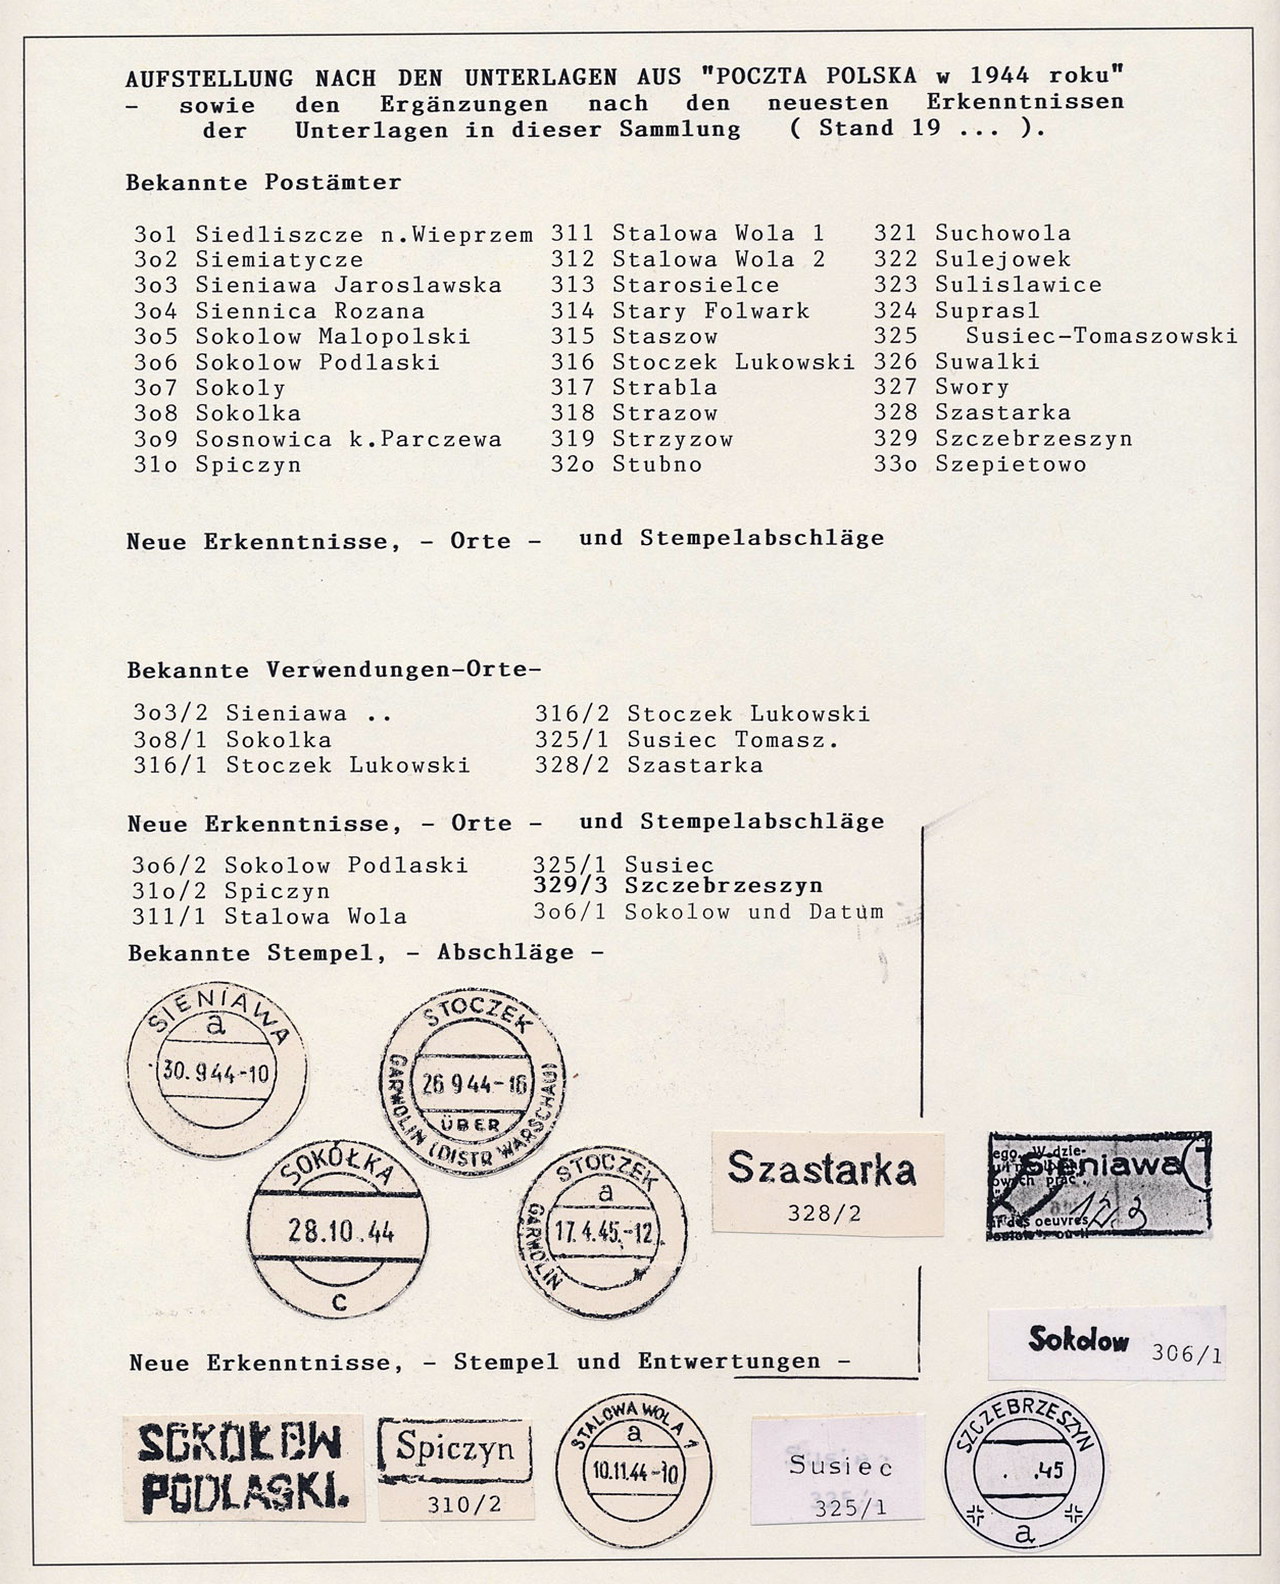 AUFSTELLUNG NACH DEN UNTERLAGEN AUS "POCZTA POLSKA w 1944 roku"
- sowie den Ergänzungen nach den neuesten Erkenntnissen
der Unterlagen in dieser Sammlung ( Stand 19 ... ).
Bekannte Postämter
3o1 Siedliszcze n.Wieprzem 311 Stalowa Wola 1 321 Suchowola
3o2 Siemiatycze 312 Stalowa Wola 2 322 Sulejowek
3o3 Sieniawa Jaroslawska 313 Starosielce 323 Sulislawice
3o4 Siennica Rozana 314 Stary Folwark 324 Suprasl
3o5 Sokolow Malopolski 315 Staszow 325 Susiec-Tomaszowski
3o6 Sokolow Podlaski 316 Stoczek Lukowski 326 Suwalki
3o7 Sokoly 317 Strabla 327 Swory
3o8 Sokolka 318 Strazow 328 Szastarka
3o9 Sosnowica k.Parczewa 319 Strzyzow 329 Szczebrzeszyn
31o Spiczyn 32o Stubno 33o Szepietowo
Neue Erkenntnisse, - Orte - und Stempelabschläge
Bekannte Verwendungen-Orte-
3o3/2 Sieniawa .. 316/2 Stoczek Lukowski
3o8/1 Sokolka 325/1 Susiec Tomasz.
316/1 Stoczek Lukowski 328/2 Szastarka
Neue Erkenntnisse, - Orte - und Stempelabschläge
3o6/2 Sokolow Podlaski 325/1 Susiec
31o/2 Spiczyn 329/3 Szczebrzeszyn
311/1 Stalowa Wola 3o6/1 Sokolow und Datum
Bekannte Stempel, - Abschläge -
SIENIAWA
a
30.9 44-10
STOCZEK
26 9 44-16
ÜBER
GARWOLIN (DISTR WARSCHAU)
SOKÓŁKA
28.10.44
c
STOCZEK
a
17.4.45.-12
GARWOLIN
Szastarka
328/2
ego. W dzie-
Sieniawa
prac
des oeuvres
Sokolow 306/1
Neue Erkenntnisse, - Stempel und Entwertungen -
SOKOŁOW
PODLASKI.
Spiczyn
310/2
STALOWA WOLA 1
a
10.11.44-10
Susiec
325/1
SZCZEBRZESZYN
. .45
a